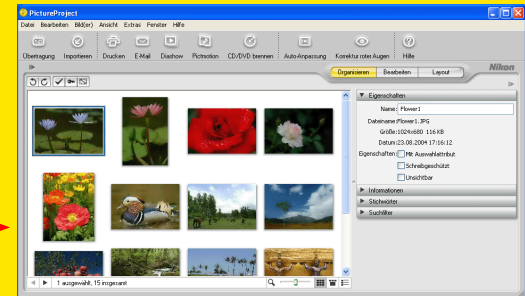 PictureProject
Datei Bearbeiten Bild(er) Ansicht Extras Fenster Hilfe
Übertragung Importieren Drucken E-Mail Diashow Pictmotion CD/DVD brennen Auto-Anpassung Korrektur roter Augen Hilfe
Organisieren Bearbeiten Layout Nikon
Eigenschaften
Name: Flower1
Dateiname: Flower1.JPG
Größe: 1024x680 116 KB
Datum: 23.08.2004 17:16:12
Eigenschaften: Mit Auswahlattribut
Schreibgeschützt
Unsichtbar
Informationen
Stichwörter
Suchfilter
1 ausgewählt, 15 insgesamt